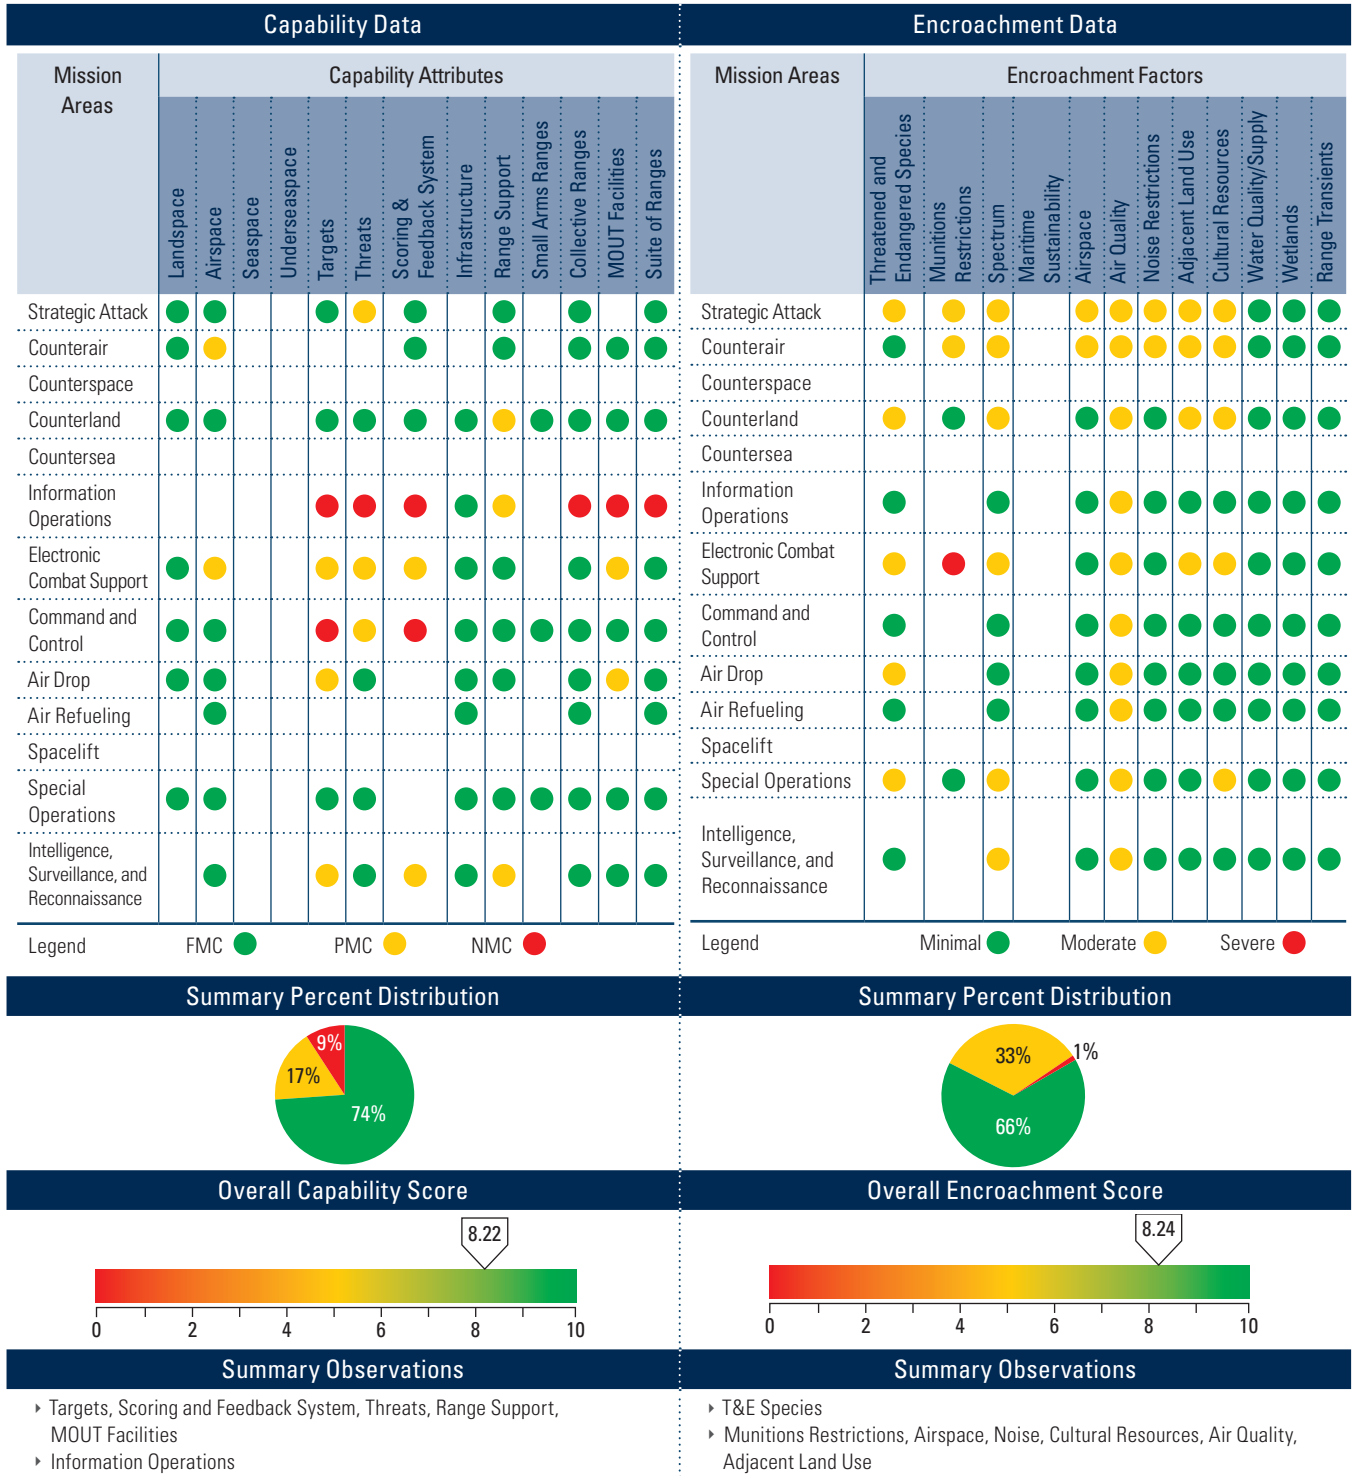 Capability Data
Mission
Areas
Capability Attributes
Landspace
Airspace
Seaspace
Underseaspace
Targets
Threats
Scoring &
Feedback System
Infrastructure
Range Support
Small Arms Ranges
Collective Ranges
MOUT Facilities
Suite of Ranges
Strategic Attack
Counterair
Counterspace
Counterland
Countersea
Information
Operations
Electronic
Combat Support
Command and
Control
Air Drop
Air Refueling
Spacelift
Special
Operations
Intelligence,
Surveillance, and
Reconnaissance
Legend
FMC
PMC
NMC
Summary Percent Distribution
9%
17%
74%
Overall Capability Score
8.22
0 2 4 6 8 10
Summary Observations
‣ Targets, Scoring and Feedback System, Threats, Range Support,
MOUT Facilities
‣ Information Operations
Encroachment Data
Mission Areas
Encroachment Factors
Threatened and
Endangered Species
Munitions
Restrictions
Spectrum
Maritime
Sustainability
Airspace
Air Quality
Noise Restrictions
Adjacent Land Use
Cultural Resources
Water Quality/Supply
Wetlands
Range Transients
Strategic Attack
Counterair
Counterspace
Counterland
Countersea
Information
Operations
Electronic Combat
Support
Command and
Control
Air Drop
Air Refueling
Spacelift
Special Operations
Intelligence,
Surveillance, and
Reconnaissance
Legend
Minimal
Moderate
Severe
Summary Percent Distribution
33%
1%
66%
Overall Encroachment Score
8.24
0 2 4 6 8 10
Summary Observations
‣ T&E Species
‣ Munitions Restrictions, Airspace, Noise, Cultural Resources, Air Quality,
Adjacent Land Use